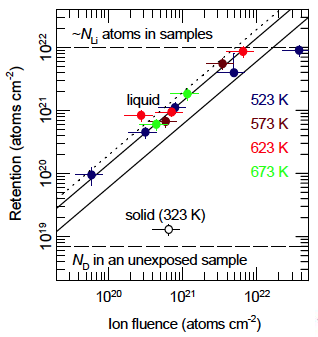 ~N_Li atoms in samples
10^22
10^21
10^20
10^19
Retention (atoms cm^-2)
liquid
523 K
573 K
623 K
673 K
solid (323 K)
N_D in an unexposed sample
10^20 10^21 10^22
Ion fluence (atoms cm^-2)